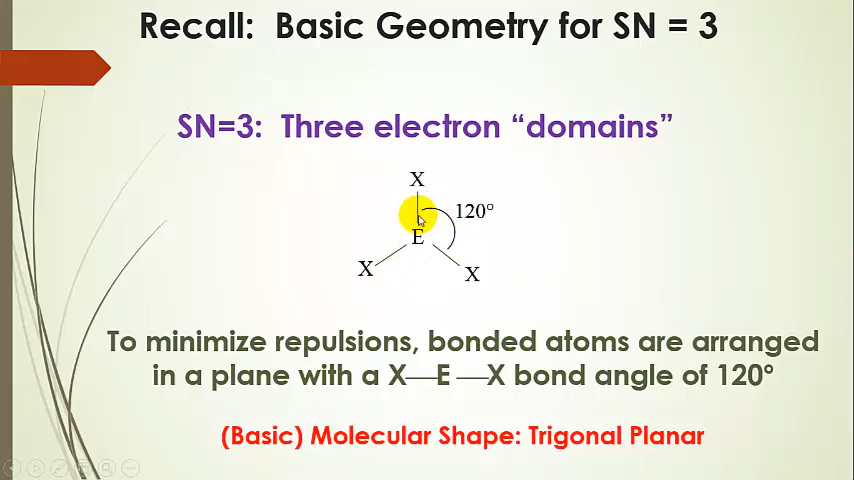 Recall:  Basic Geometry for SN = 3
SN=3:  Three electron “domains”
X
120°
E
X
X
To minimize repulsions, bonded atoms are arranged
in a plane with a X—E —X bond angle of 120°
(Basic) Molecular Shape: Trigonal Planar